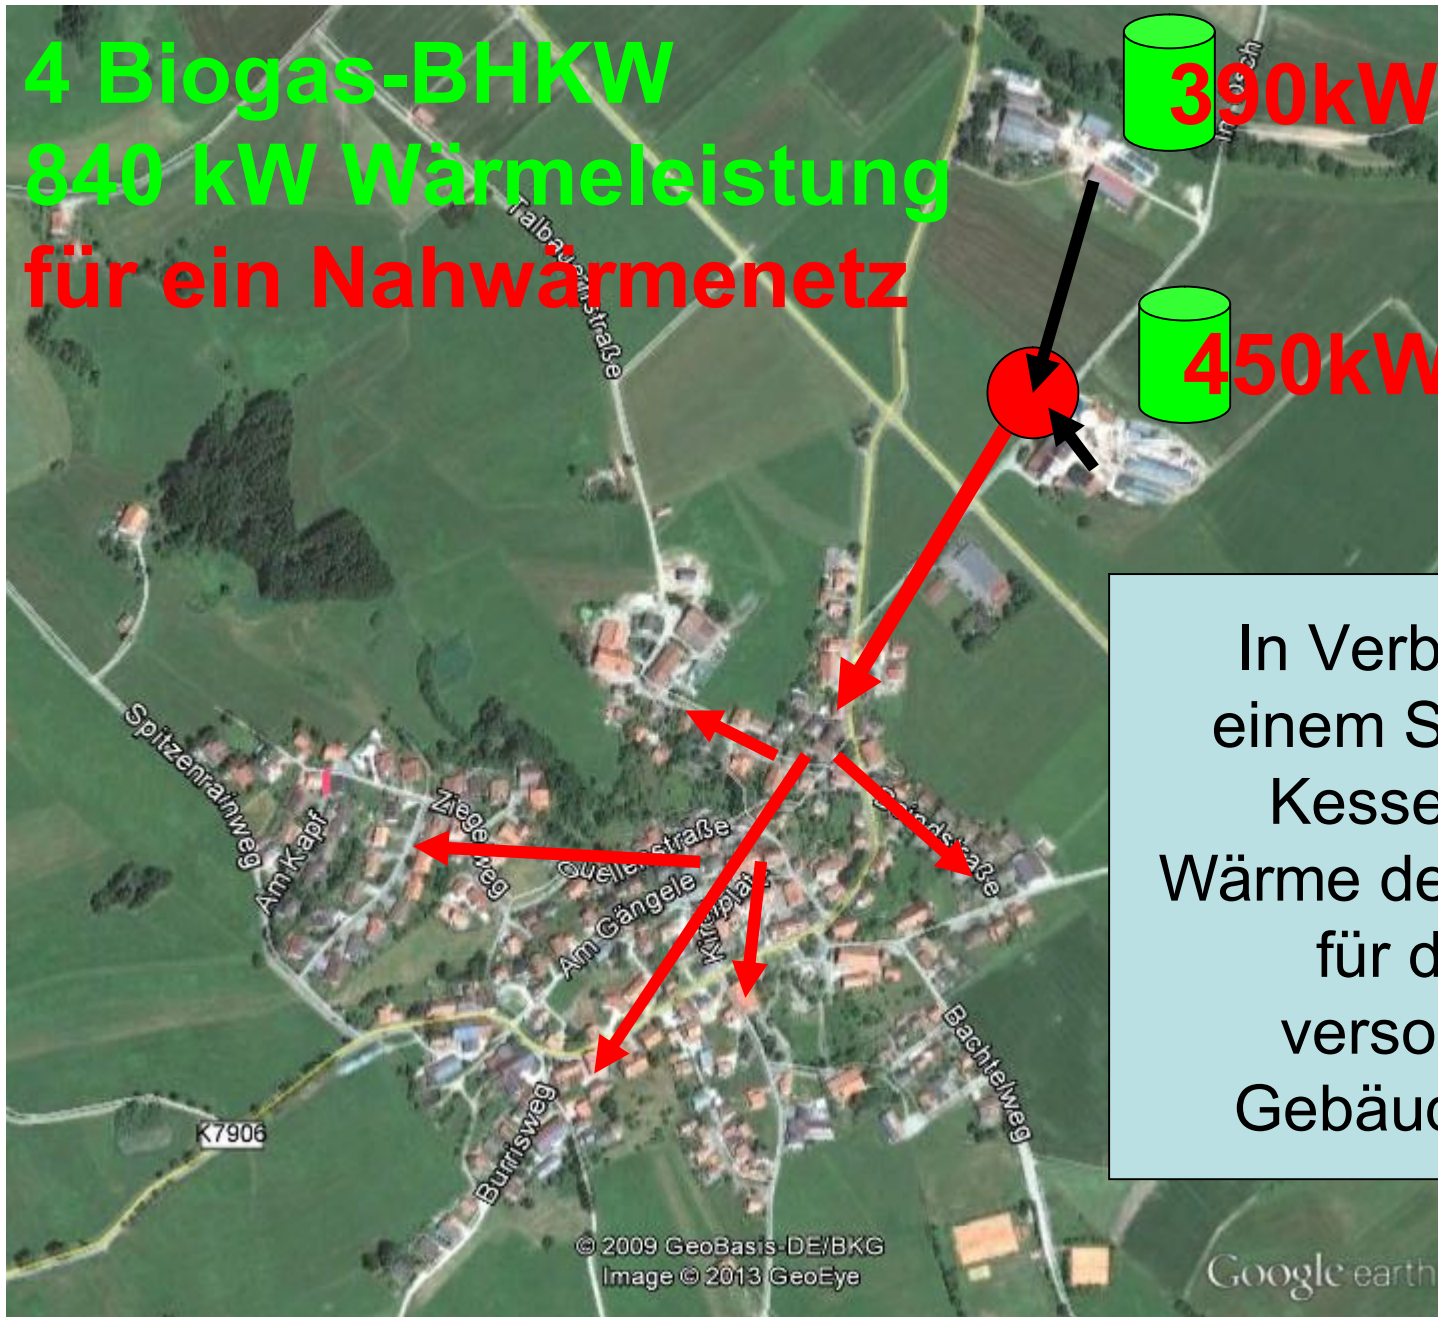 4 Biogas-BHKW
840 kW Wärmeleistung
für ein Nahwärmenetz
390kW
450kW
In Verb
einem S
Kesse
Wärme de
für d
verso
Gebäud
Talbauernstraße
Spitzenrainweg
Am Kapf
Quellenstraße
Am Gängele
Kirchplatz
Bachtelweg
Burrisweg
K7906
© 2009 GeoBasis-DE/BKG
Image © 2013 GeoEye
Google earth